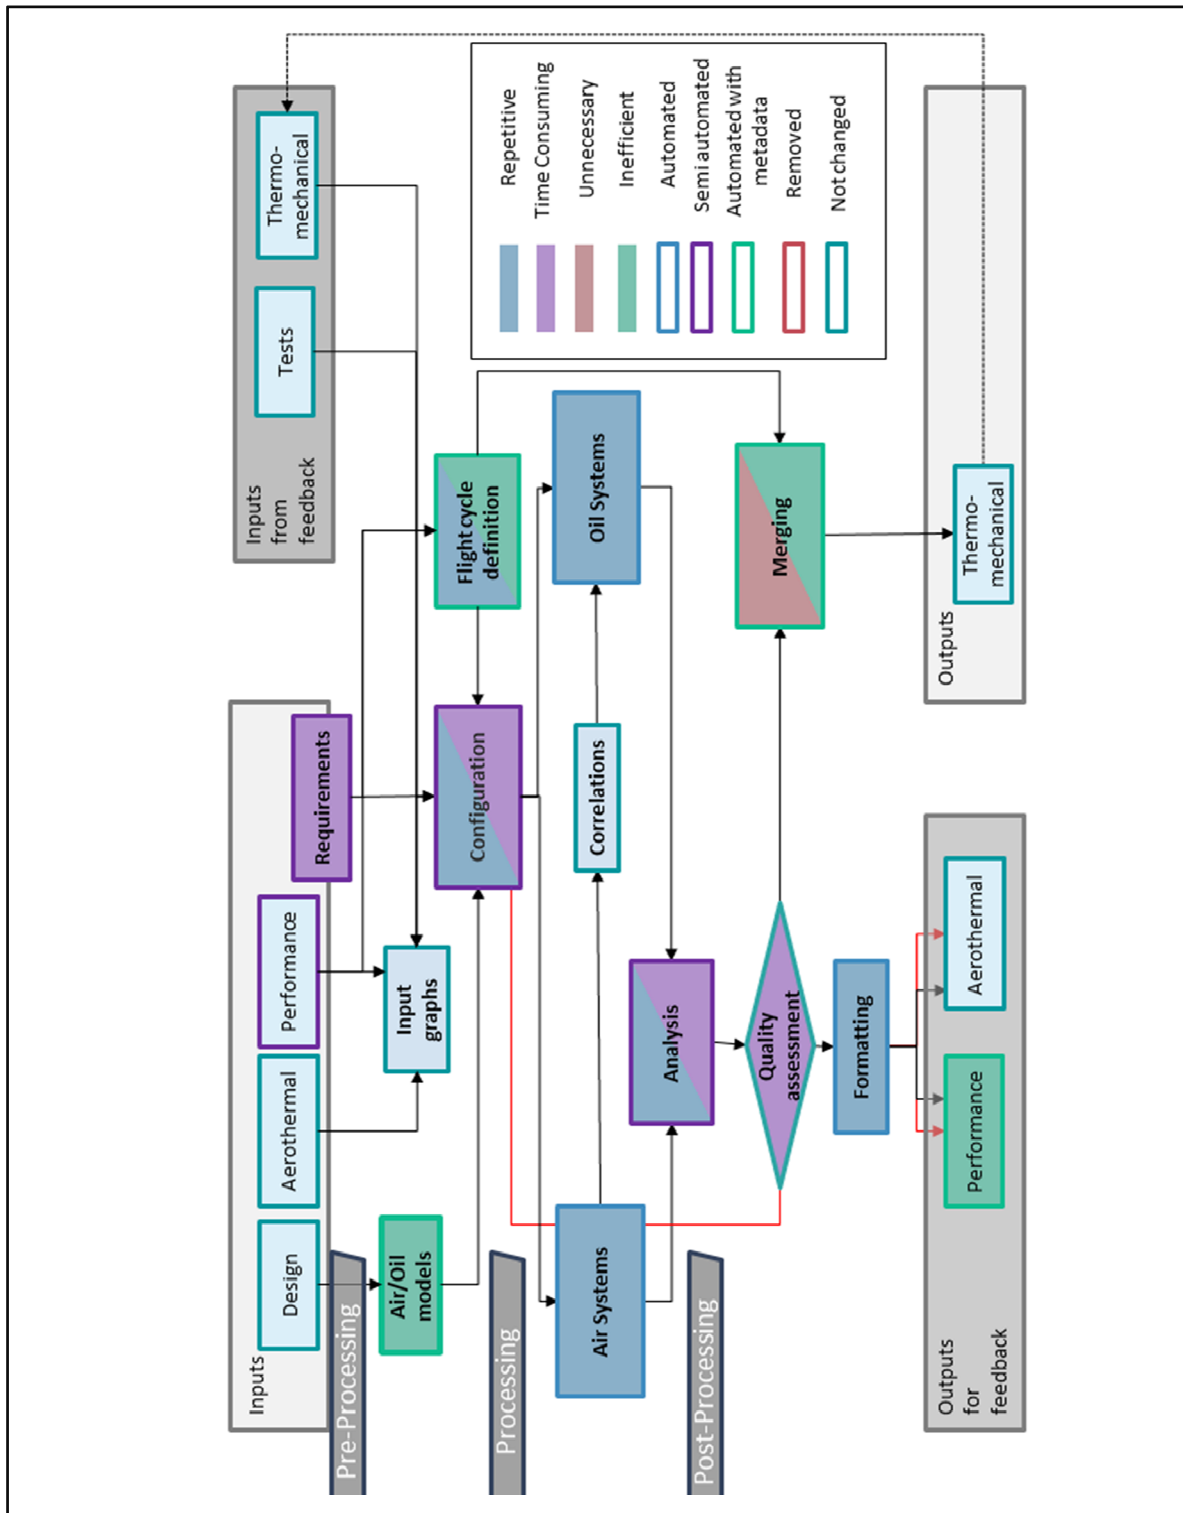 Inputs
Design
Aerothermal
Performance
Requirements
Inputs
from
feedback
Tests
Thermo-
mechanical
Pre-Processing
Air/Oil
models
Input
graphs
Configuration
Flight cycle
definition
Processing
Air Systems
Correlations
Oil Systems
Post-Processing
Analysis
Quality
assessment
Merging
Formatting
Outputs
for
feedback
Performance
Aerothermal
Outputs
Thermo-
mechanical
Repetitive
Time Consuming
Unnecessary
Inefficient
Automated
Semi automated
Automated with
metadata
Removed
Not changed